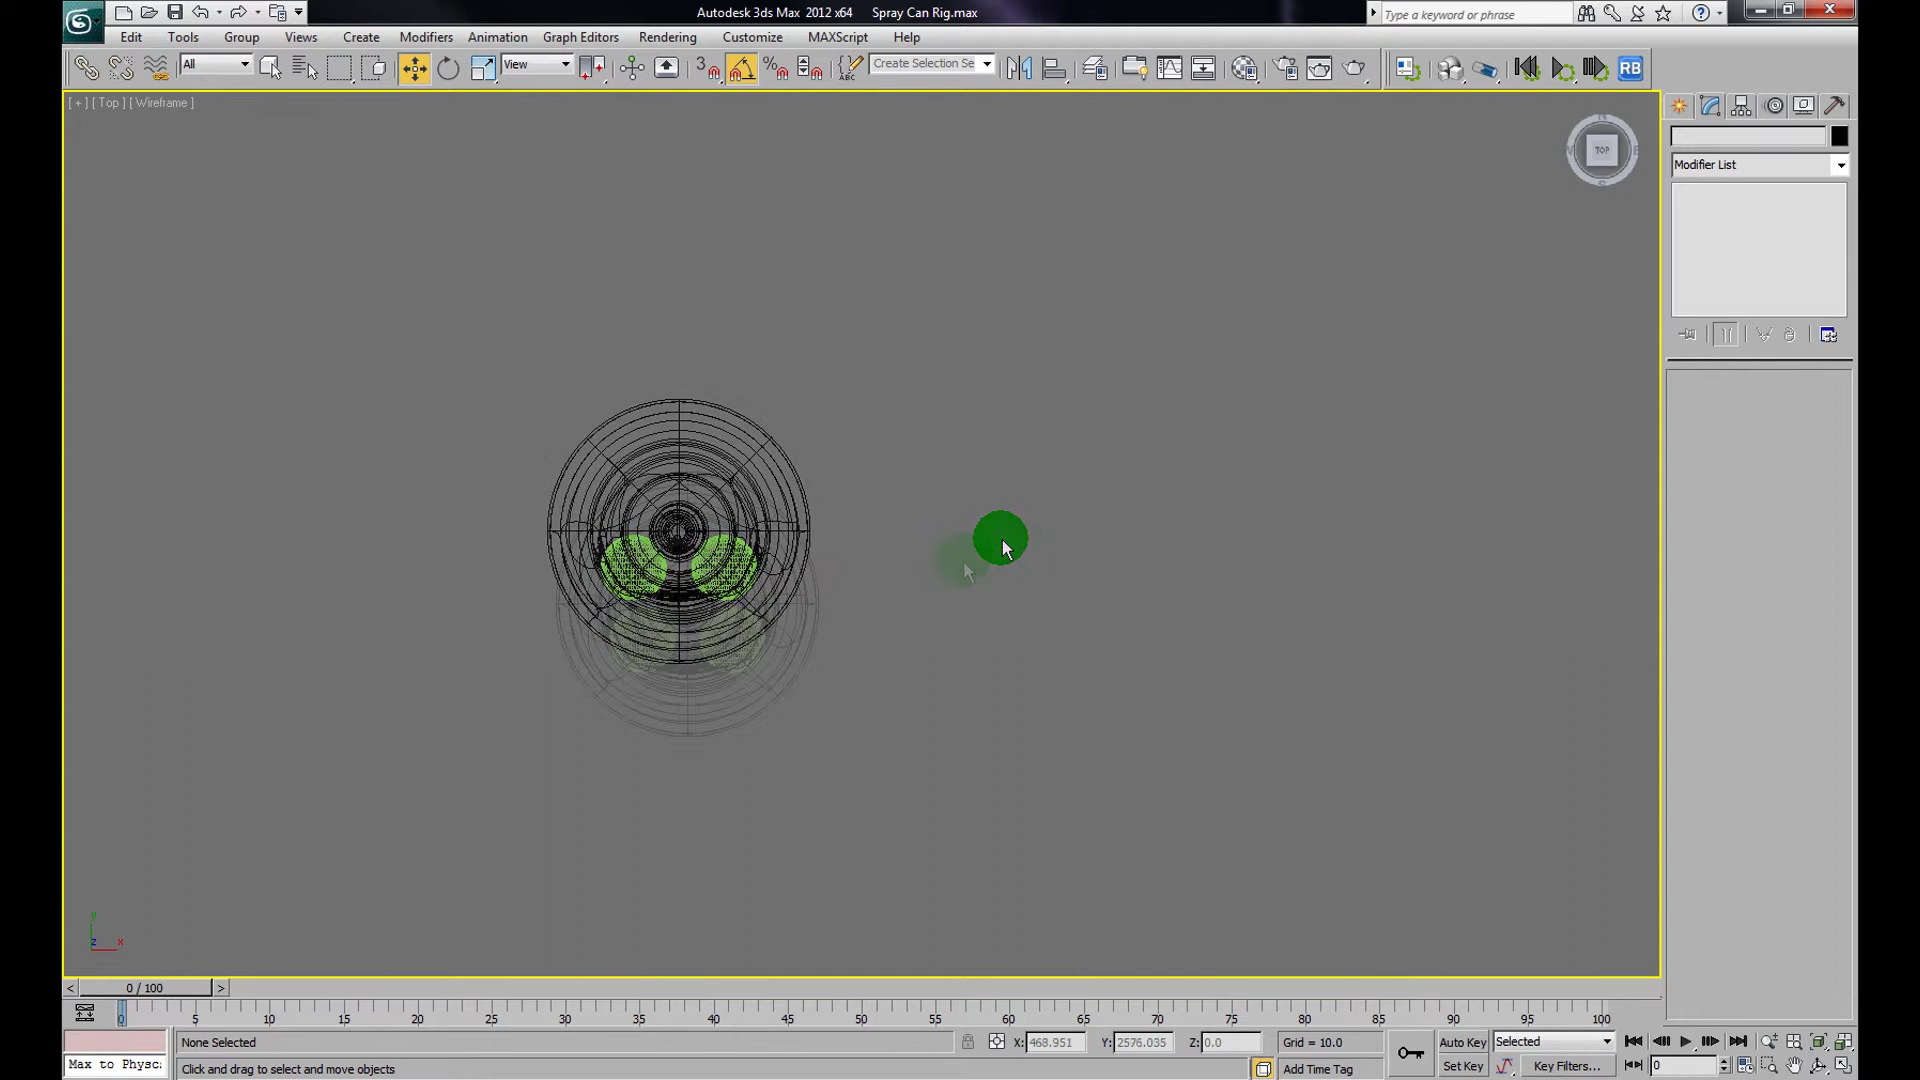 Autodesk 3ds Max 2012 x64 Spray Can Rig.max
Type a keyword or phrase
Edit Tools Group Views Create Modifiers Animation Graph Editors Rendering Customize MAXScript Help
All View 3 ABC Create Selection Se RB
[ + ] [ Top ] [ Wireframe ]
TOP
Modifier List
y
z x
< 0 / 100 >
0 5 10 15 20 25 30 35 40 45 50 55 60 65 70 75 80 85 90 95 100
None Selected X: 468.951 Y: 2576.035 Z: 0.0 Grid = 10.0 Auto Key Selected
Max to Physc: Click and drag to select and move objects Add Time Tag Set Key Key Filters... 0